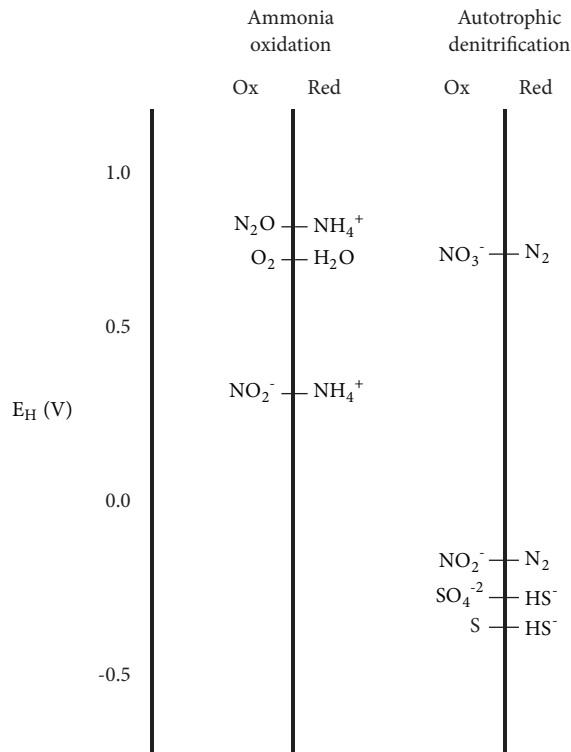 Ammonia oxidation
Autotrophic denitrification
Ox Red
Ox Red
1.0
N₂O NH₄⁺
O₂ H₂O
NO₃⁻ N₂
0.5
NO₂⁻ NH₄⁺
E_H (V)
0.0
NO₂⁻ N₂
SO₄⁻² HS⁻
S HS⁻
-0.5